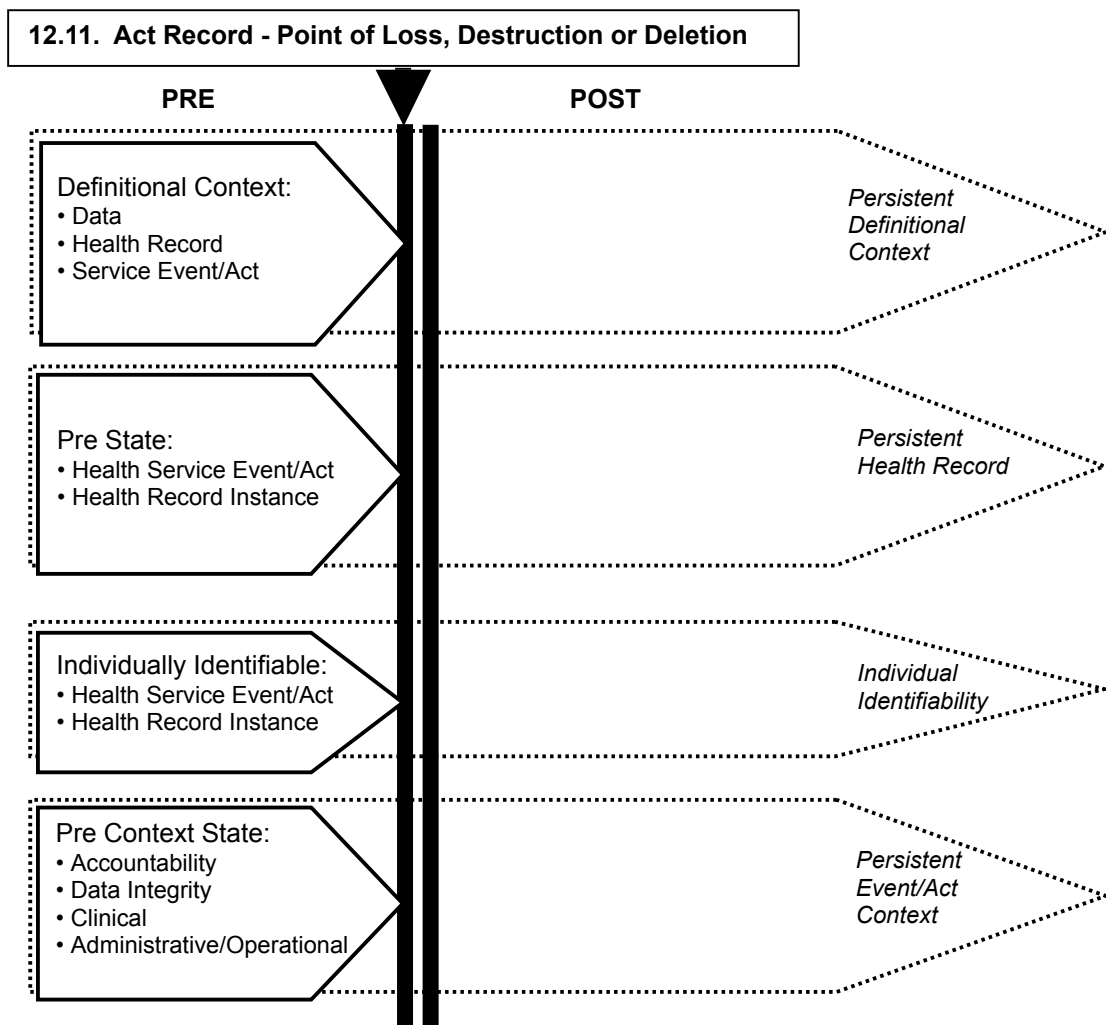 12.11.  Act Record - Point of Loss, Destruction or Deletion
PRE
POST
Definitional Context:
• Data
• Health Record
• Service Event/Act
Persistent
Definitional
Context
Pre State:
• Health Service Event/Act
• Health Record Instance
Persistent
Health Record
Individually Identifiable:
• Health Service Event/Act
• Health Record Instance
Individual
Identifiability
Pre Context State:
• Accountability
• Data Integrity
• Clinical
• Administrative/Operational
Persistent
Event/Act
Context